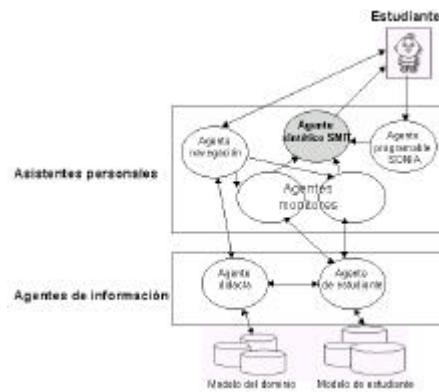 Estudiante
Agente
sintético SMIT
Agente
navegación
Agente
programable
SONIA
Asistentes personales
Agentes
monitores
Agente
didacta
Agente
de estudiante
Agentes de información
Modelo del dominio
Modelo de estudiante